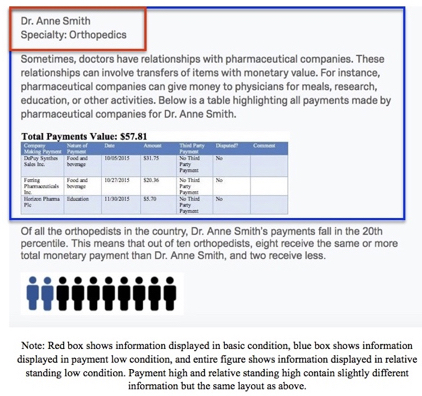 Dr. Anne Smith
Specialty: Orthopedics
Sometimes, doctors have relationships with pharmaceutical companies. These
relationships can involve transfers of items with monetary value. For instance,
pharmaceutical companies can give money to physicians for meals, research,
education, or other activities. Below is a table highlighting all payments made by
pharmaceutical companies for Dr. Anne Smith.
Total Payments Value: $57.81
Company Making Payment Nature of Payment Date Amount Third Party Payment Disputed? Comment
DePuy Synthes Sales Inc. Food and beverage 10/05/2015 $31.75 No Third Party Payment No
Ferring Pharmaceuticals Inc. Food and beverage 10/27/2015 $20.36 No Third Party Payment No
Horizon Pharma Plc Education 11/30/2015 $5.70 No Third Party Payment No
Of all the orthopedists in the country, Dr. Anne Smith's payments fall in the 20th
percentile. This means that out of ten orthopedists, eight receive the same or more
total monetary payment than Dr. Anne Smith, and two receive less.
Note: Red box shows information displayed in basic condition, blue box shows information
displayed in payment low condition, and entire figure shows information displayed in relative
standing low condition. Payment high and relative standing high contain slightly different
information but the same layout as above.